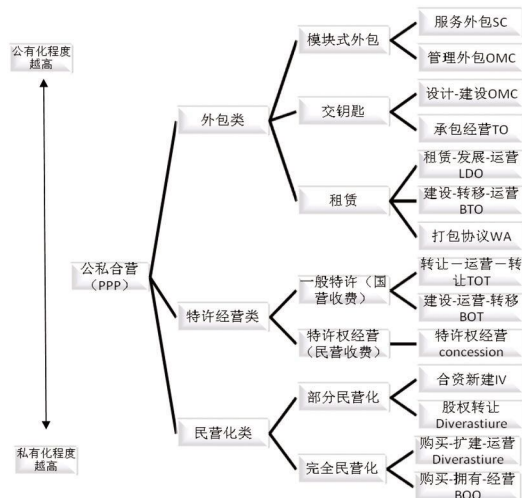 公有化程度
越高
私有化程度
越高
公私合营
（PPP）
外包类
模块式外包
服务外包SC
管理外包OMC
交钥匙
设计-建设OMC
承包经营TO
租赁
租赁-发展-运营
LDO
建设-转移-运营
BTO
打包协议WA
特许经营类
一般特许（国
营收费）
转让－运营－转
让TOT
建设-运营-转移
BOT
特许权经营
（民营收费）
特许权经营
concession
民营化类
部分民营化
合资新建IV
股权转让
Diverastiure
完全民营化
购买-扩建-运营
Diverastiure
购买-拥有-经营
BOO